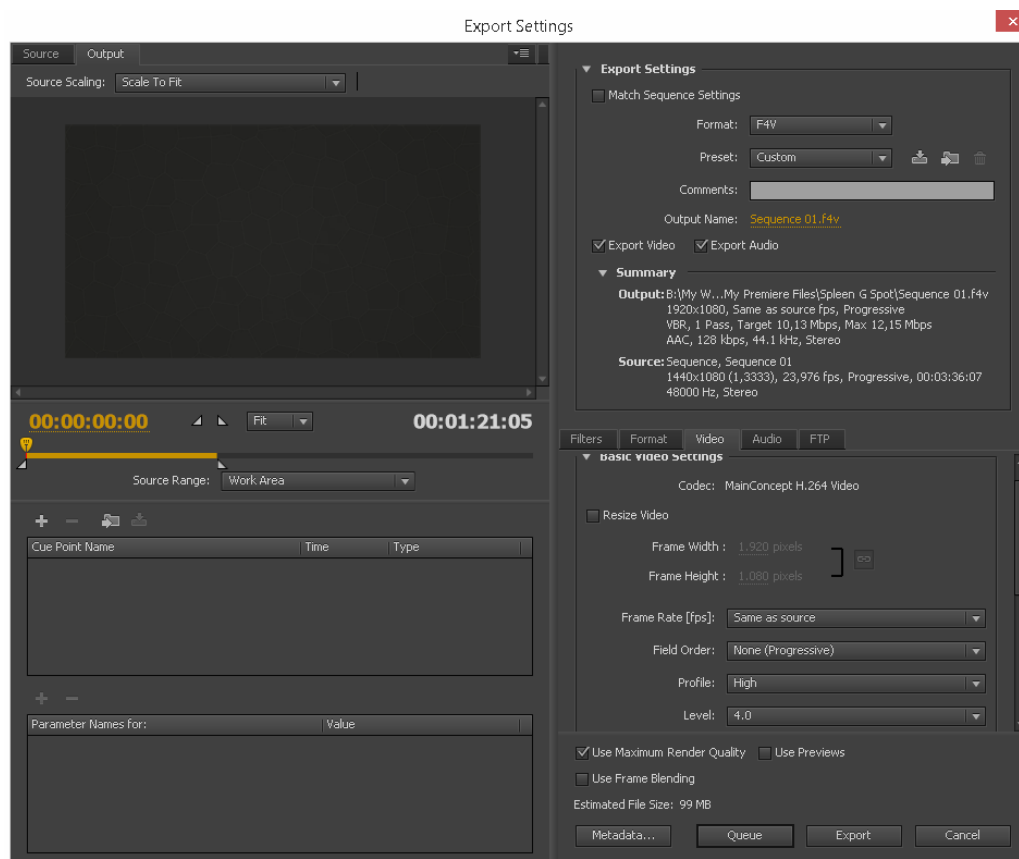 Export Settings
Source Output
Source Scaling: Scale To Fit
00:00:00:00 Fit 00:01:21:05
Source Range: Work Area
Cue Point Name Time Type
Parameter Names for: Value
Export Settings
Match Sequence Settings
Format: F4V
Preset: Custom
Comments:
Output Name: Sequence 01.f4v
Export Video Export Audio
Summary
Output: B:\My W...My Premiere Files\Spleen G Spot\Sequence 01.f4v
1920x1080, Same as source fps, Progressive
VBR, 1 Pass, Target 10,13 Mbps, Max 12,15 Mbps
AAC, 128 kbps, 44.1 kHz, Stereo
Source: Sequence, Sequence 01
1440x1080 (1,3333), 23,976 fps, Progressive, 00:03:36:07
48000 Hz, Stereo
Filters Format Video Audio FTP
Basic Video Settings
Codec: MainConcept H.264 Video
Resize Video
Frame Width : 1.920 pixels
Frame Height : 1.080 pixels
Frame Rate [fps]: Same as source
Field Order: None (Progressive)
Profile: High
Level: 4.0
Use Maximum Render Quality Use Previews
Use Frame Blending
Estimated File Size: 99 MB
Metadata... Queue Export Cancel